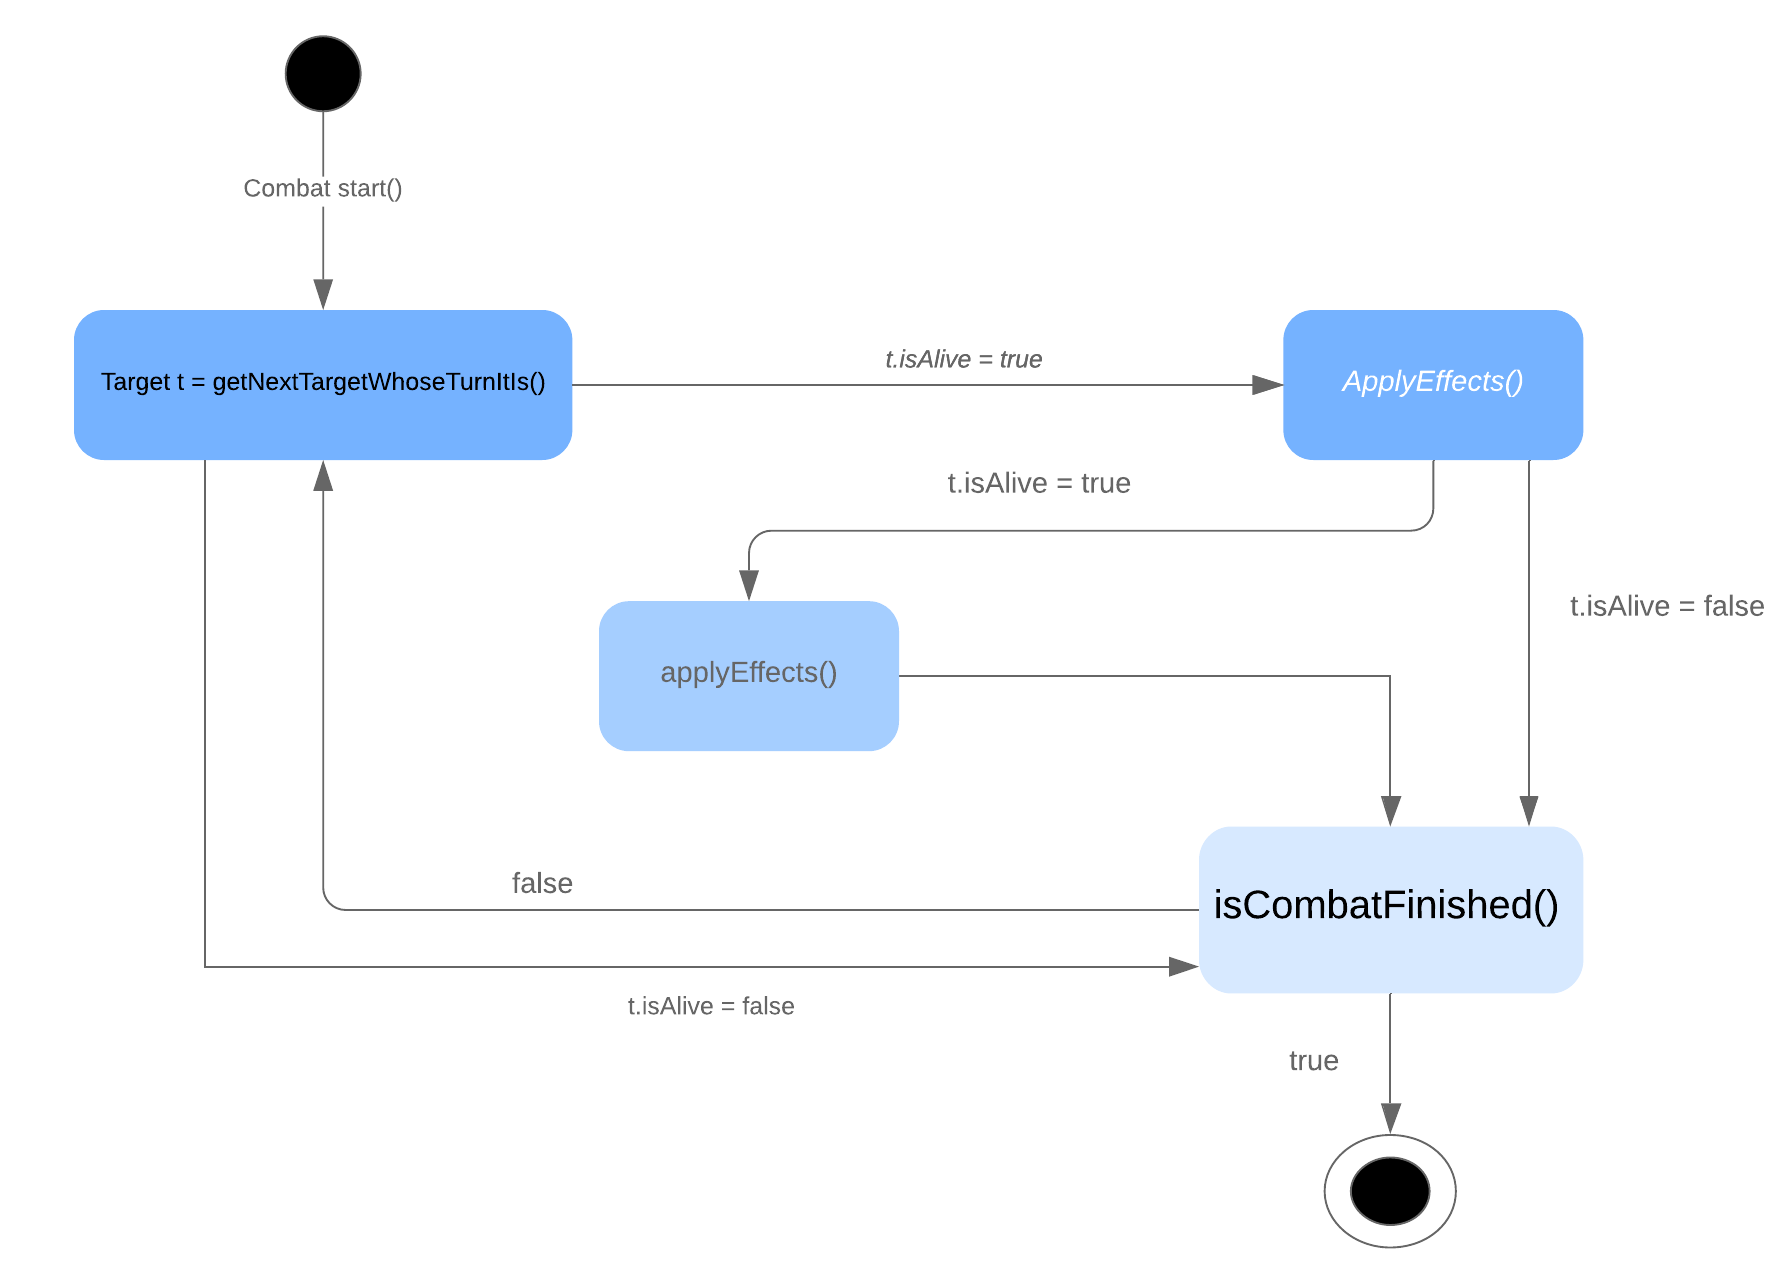 Combat start()
Target t = getNextTargetWhoseTurnItIs()
t.isAlive = true
ApplyEffects()
t.isAlive = true
t.isAlive = false
applyEffects()
false
isCombatFinished()
t.isAlive = false
true